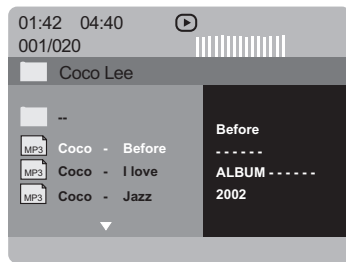 01:42 04:40
001/020
Coco Lee
--
MP3 Coco - Before
MP3 Coco - I love
MP3 Coco - Jazz
Before
- - - - - -
ALBUM - - - - - -
2002